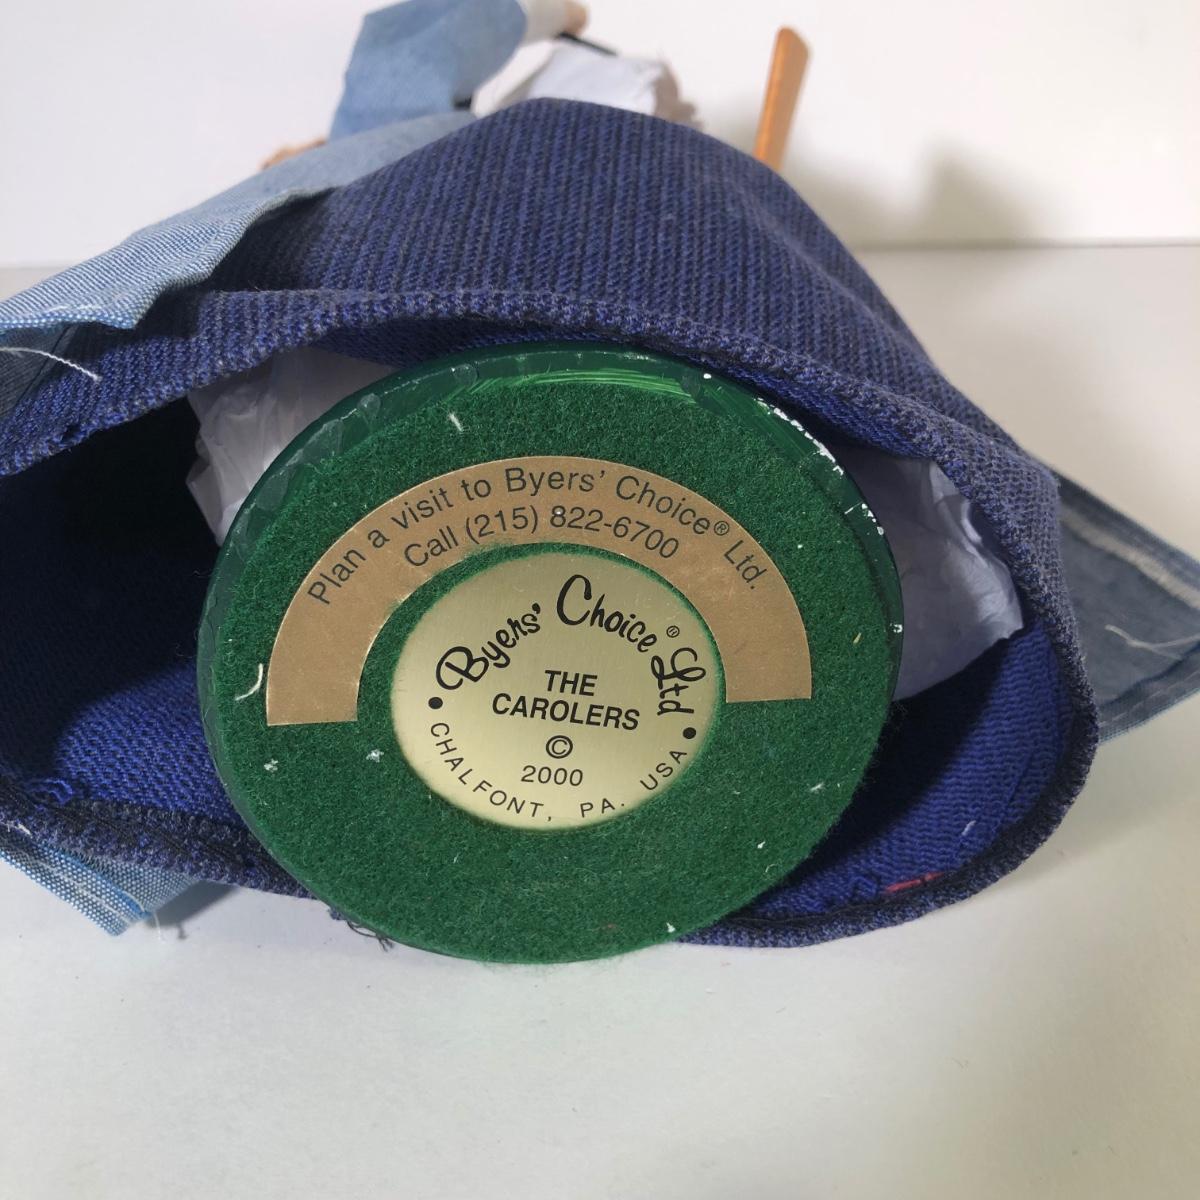 Plan a visit to Byers' Choice® Ltd.
Call (215) 822-6700
Byers' Choice® Ltd
THE
CAROLERS
©
2000
• CHALFONT, PA. USA •